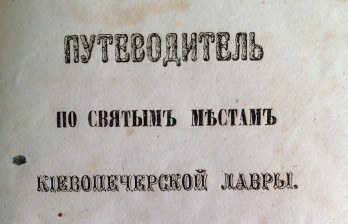 ПУТЕВОДИТЕЛЬ
ПО СВЯТЫМЪ МѢСТАМЪ
КІЕВОПЕЧЕРСКОЙ ЛАВРЫ.